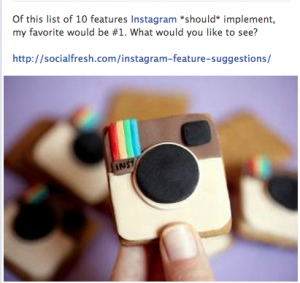 Of this list of 10 features Instagram *should* implement,
my favorite would be #1. What would you like to see?
http://socialfresh.com/instagram-feature-suggestions/
INST